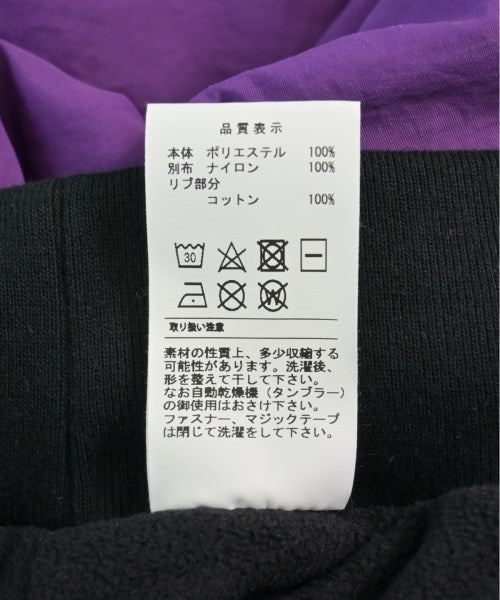 品質表示
本体 ポリエステル 100%
別布 ナイロン 100%
リブ部分
コットン 100%
30
W
取り扱い注意
素材の性質上、多少収縮する
可能性があります。洗濯後、
形を整えて干して下さい。
なお自動乾燥機（タンブラー）
の御使用はおさけ下さい。
ファスナー、マジックテープ
は閉じて洗濯をして下さい。